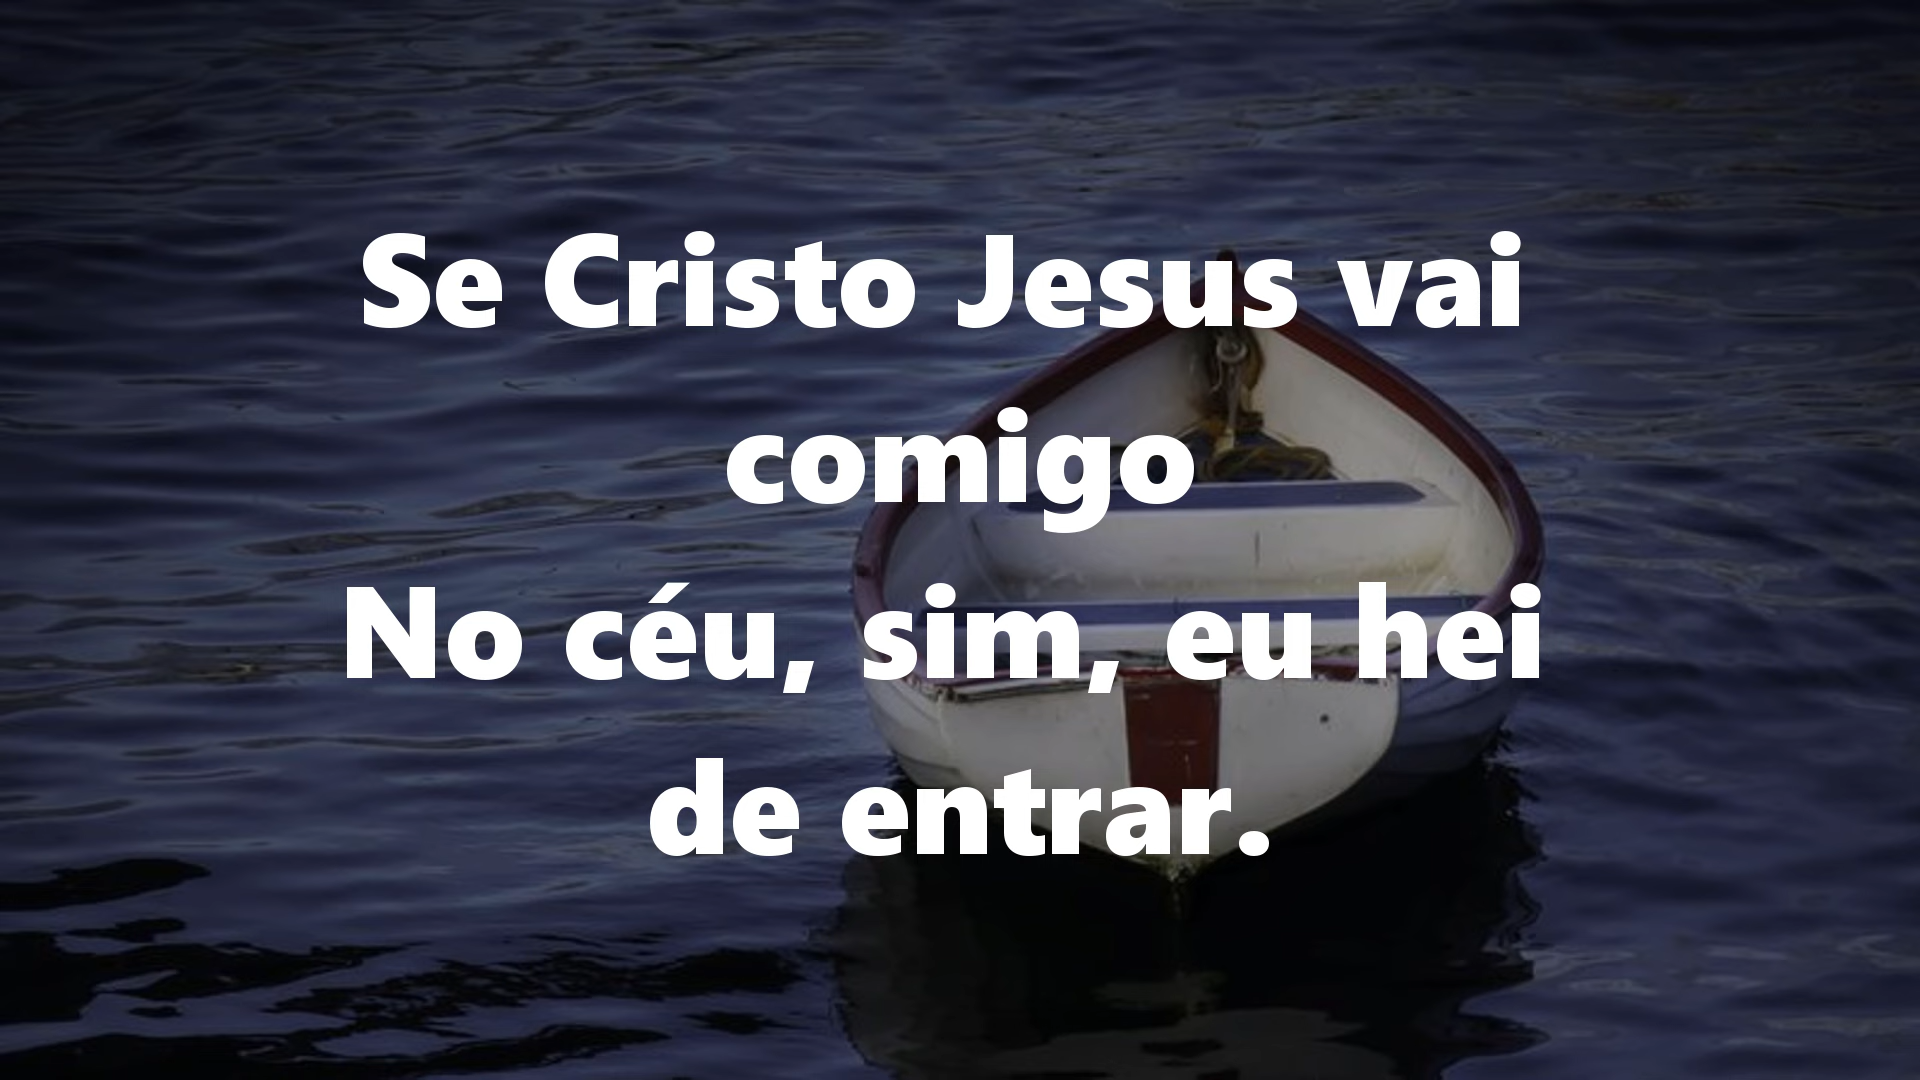 Se Cristo Jesus vai
comigo
No céu, sim, eu hei
de entrar.